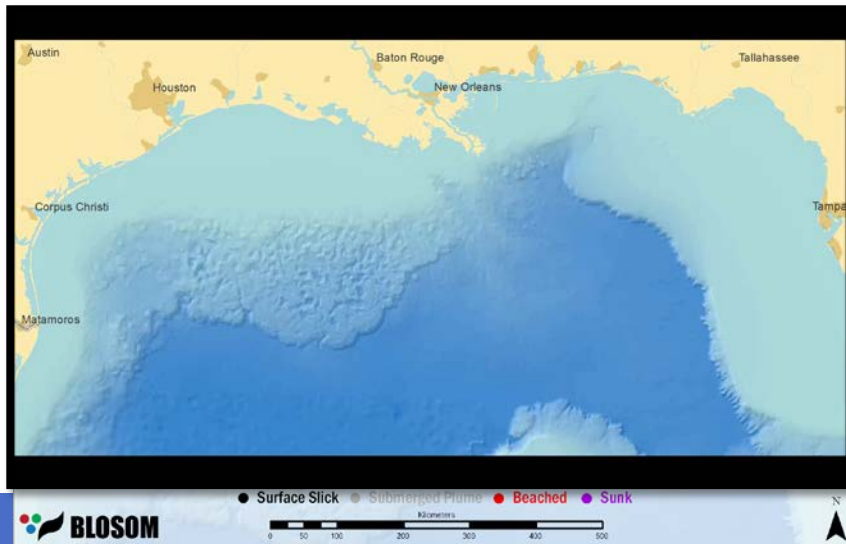 Austin
Baton Rouge
Tallahassee
Houston
New Orleans
Corpus Christi
Tampa
Matamoros
Surface Slick Submerged Plume Beached Sunk
N
Kilometers
0 50 100 200 300 400 500
BLOSOM